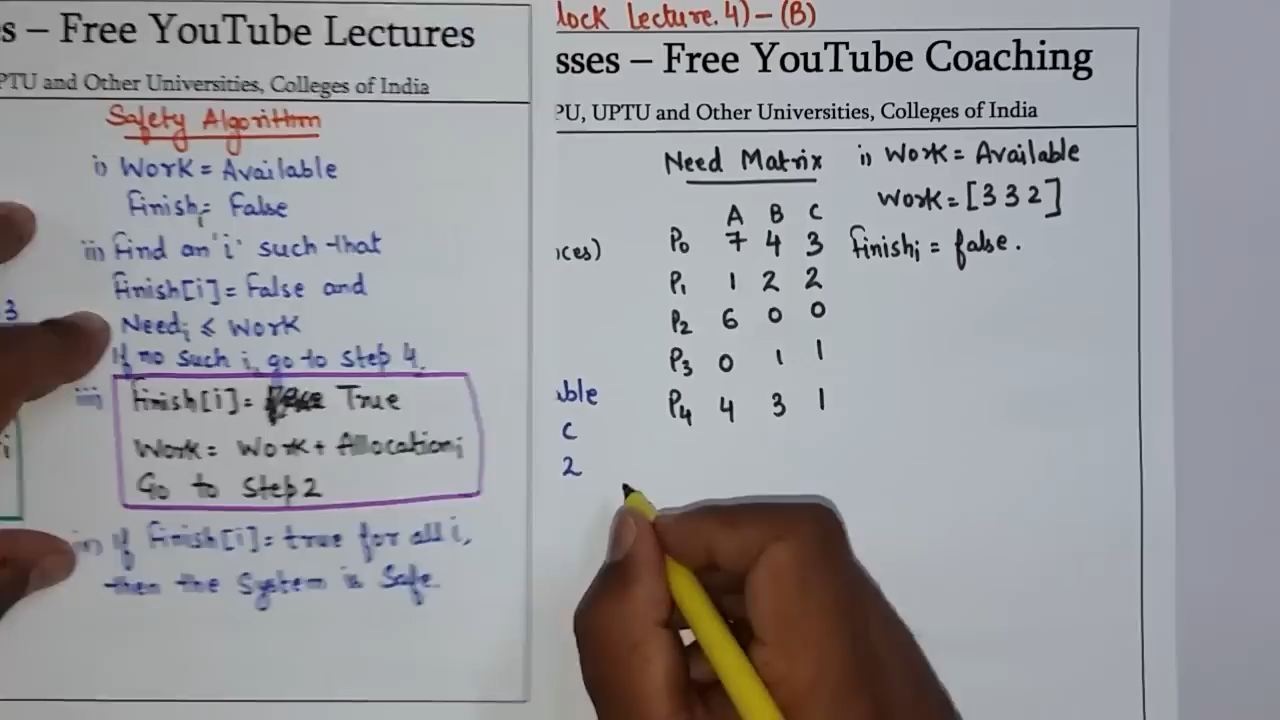 s – Free YouTube Lectures
PTU and Other Universities, Colleges of India
Safety Algorithm
i) Work = Available
Finishi = False
ii) Find an 'i' such that
Finish[i] = False and
3
Needi ≤ Work
If no such i, go to step 4.
iii) Finish[i] = True
Work = Work + Allocationi
i
Go to Step 2
iv) if Finish[i] = true for all i,
then the System is Safe.
lock Lecture. 4) – (B)
sses – Free YouTube Coaching
PU, UPTU and Other Universities, Colleges of India
Need Matrix
A B C
P0 7 4 3
rces)
P1 1 2 2
P2 6 0 0
P3 0 1 1
P4 4 3 1
able
C
2
i) Work = Available
Work = [3 3 2]
Finishi = false.